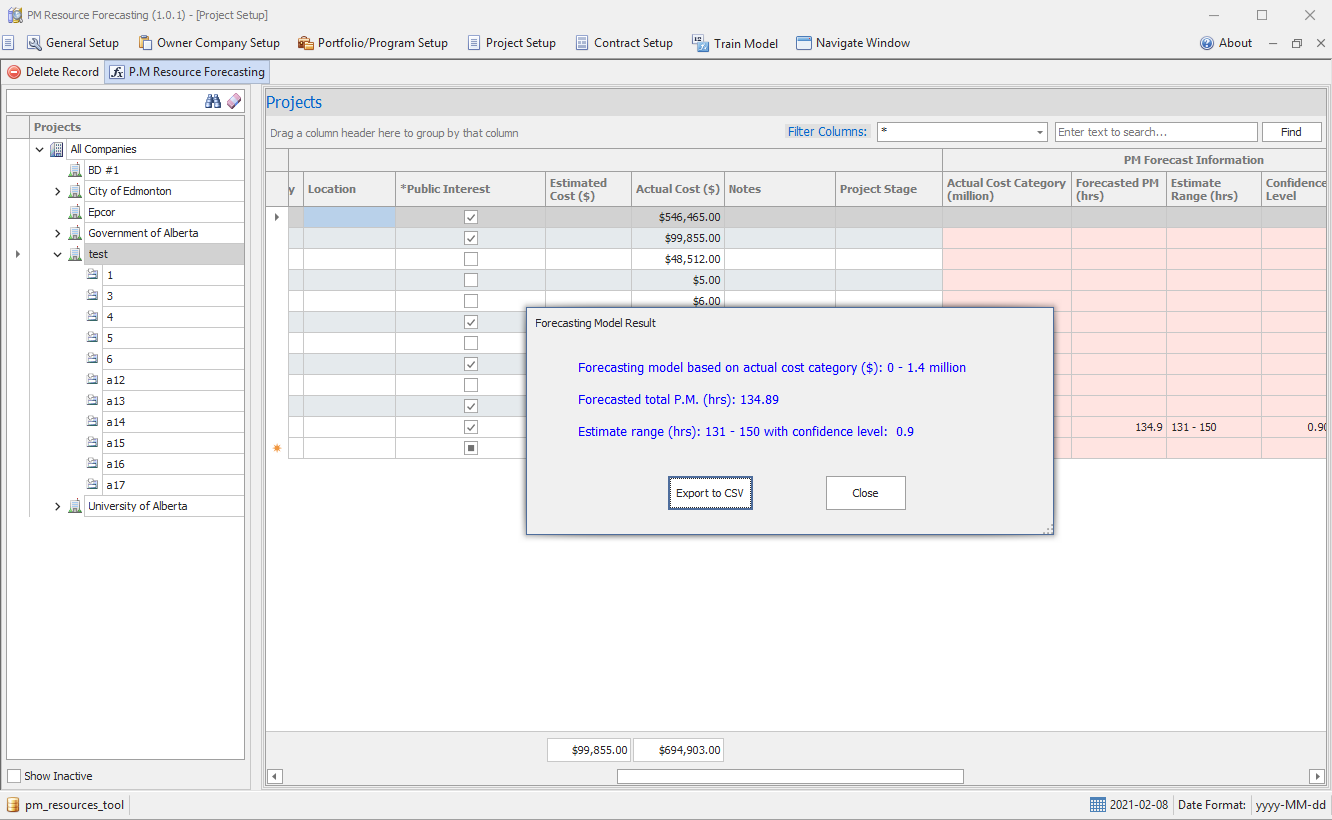 PM Resource Forecasting (1.0.1) - [Project Setup]
General Setup Owner Company Setup Portfolio/Program Setup Project Setup Contract Setup Train Model Navigate Window About
Delete Record P.M Resource Forecasting
Projects
All Companies
BD #1
City of Edmonton
Epcor
Government of Alberta
test
1
3
4
5
6
a12
a13
a14
a15
a16
a17
University of Alberta
Show Inactive
Projects
Drag a column header here to group by that column Filter Columns: * Enter text to search... Find
PM Forecast Information
y Location *Public Interest Estimated Cost ($) Actual Cost ($) Notes Project Stage Actual Cost Category (million) Forecasted PM (hrs) Estimate Range (hrs) Confidence Level
$546,465.00
$99,855.00
$48,512.00
$5.00
$6.00
134.9 131 - 150 0.90
Forecasting Model Result
Forecasting model based on actual cost category ($): 0 - 1.4 million
Forecasted total P.M. (hrs): 134.89
Estimate range (hrs): 131 - 150 with confidence level: 0.9
Export to CSV Close
$99,855.00 $694,903.00
pm_resources_tool 2021-02-08 Date Format: yyyy-MM-dd